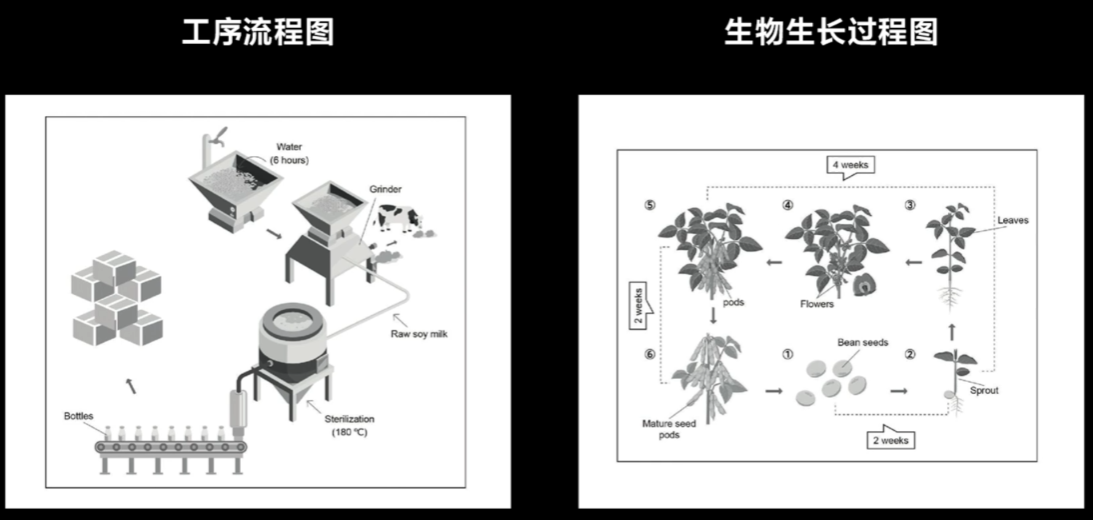 工序流程图
生物生长过程图
Water
(6 hours)
Grinder
Raw soy milk
Sterilization
(180 ℃)
Bottles
4 weeks
⑤
④
③
Leaves
pods
Flowers
2 weeks
⑥
①
Bean seeds
②
Sprout
Mature seed
pods
2 weeks